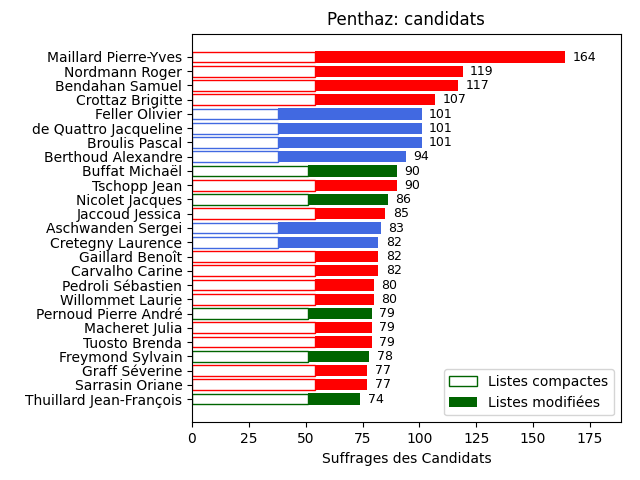 Penthaz: candidats
Maillard Pierre-Yves 164
Nordmann Roger 119
Bendahan Samuel 117
Crottaz Brigitte 107
Feller Olivier 101
de Quattro Jacqueline 101
Broulis Pascal 101
Berthoud Alexandre 94
Buffat Michaël 90
Tschopp Jean 90
Nicolet Jacques 86
Jaccoud Jessica 85
Aschwanden Sergei 83
Cretegny Laurence 82
Gaillard Benoît 82
Carvalho Carine 82
Pedroli Sébastien 80
Willommet Laurie 80
Pernoud Pierre André 79
Macheret Julia 79
Tuosto Brenda 79
Freymond Sylvain 78
Graff Séverine 77
Sarrasin Oriane 77
Thuillard Jean-François 74
Listes compactes
Listes modifiées
0 25 50 75 100 125 150 175
Suffrages des Candidats